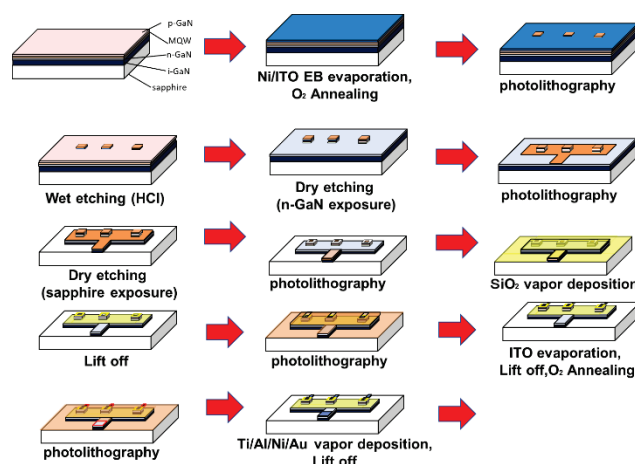 p-GaN
MQW
n-GaN
i-GaN
sapphire
Ni/ITO EB evaporation,
O₂ Annealing
photolithography
Wet etching (HCl)
Dry etching
(n-GaN exposure)
photolithography
Dry etching
(sapphire exposure)
photolithography
SiO₂ vapor deposition
Lift off
photolithography
ITO evaporation,
Lift off,O₂ Annealing
photolithography
Ti/Al/Ni/Au vapor deposition,
Lift off